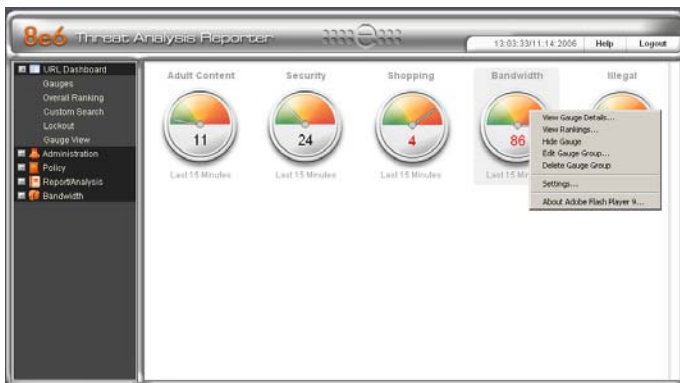 8e6 Threat Analysis Reporter
13:03:33/11:14:2006 Help Logout
URL Dashboard
Gauges
Overall Ranking
Custom Search
Lockout
Gauge View
Administration
Policy
Report/Analysis
Bandwidth
Adult Content
11
Last 15 Minutes
Security
24
Last 15 Minutes
Shopping
4
Last 15 Minutes
Bandwidth
86
Last 15
Illegal
View Gauge Details...
View Rankings...
Hide Gauge
Edit Gauge Group...
Delete Gauge Group
Settings...
About Adobe Flash Player 9...